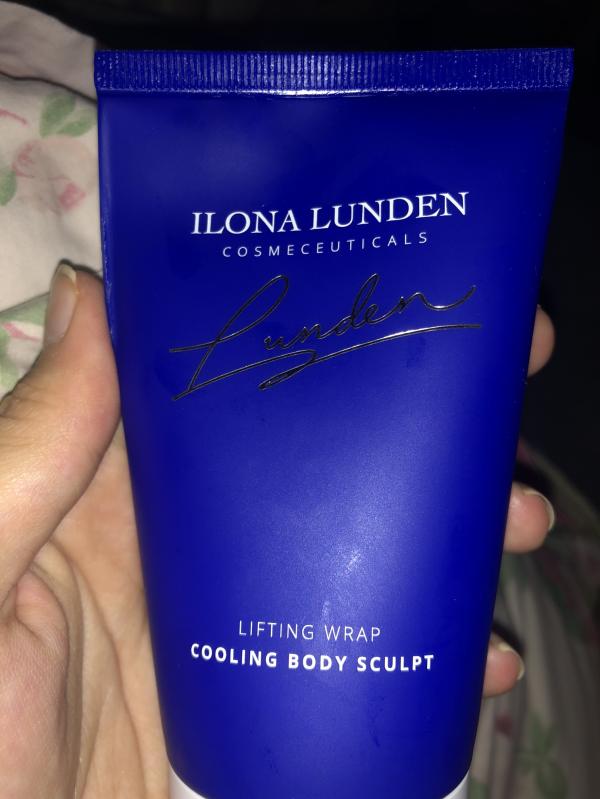 ILONA LUNDEN
COSMECEUTICALS
Lunden
LIFTING WRAP
COOLING BODY SCULPT